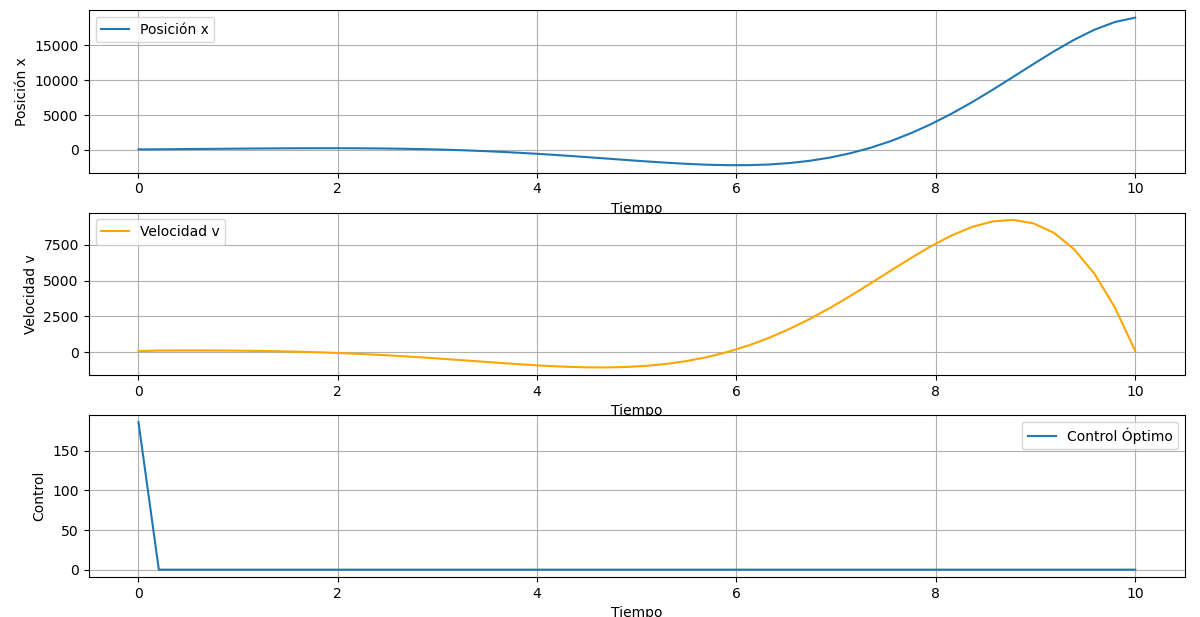 Posición x
Posición x
15000
10000
5000
0
0 2 4 6 8 10
Tiempo
Velocidad v
Velocidad v
7500
5000
2500
0
0 2 4 6 8 10
Tiempo
Control Óptimo
Control
150
100
50
0
0 2 4 6 8 10
Tiempo